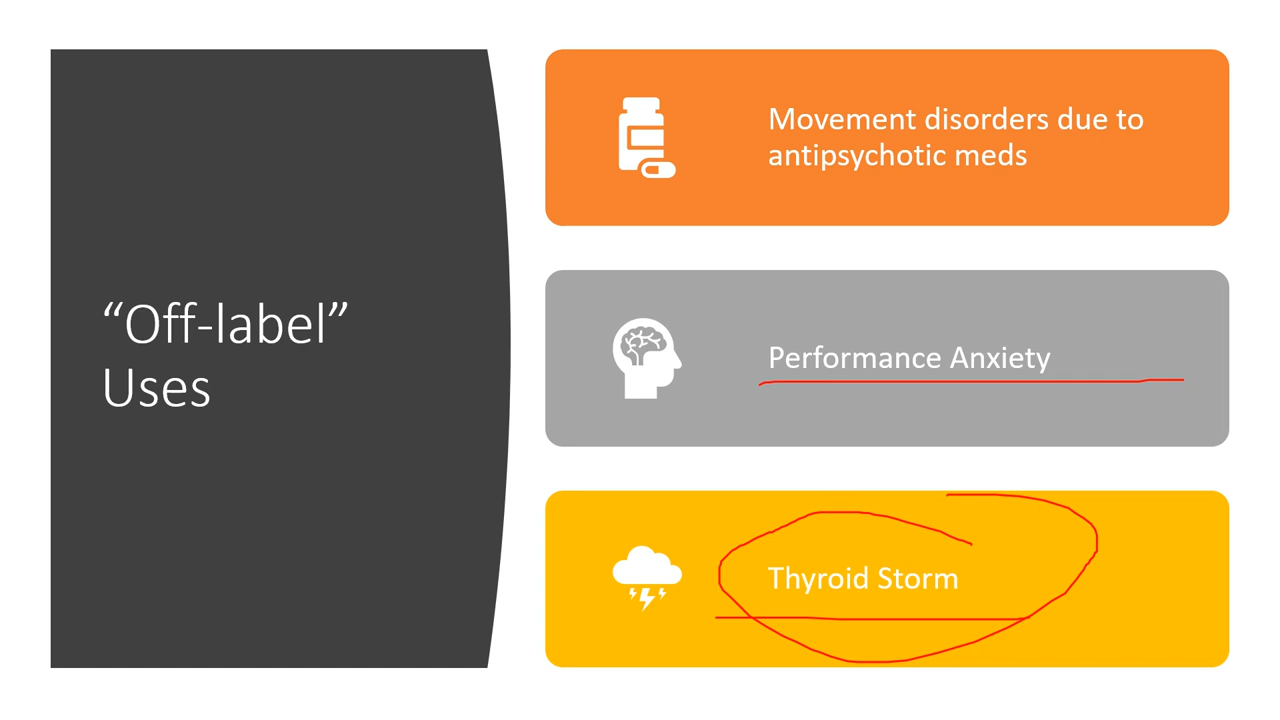 “Off-label”
Uses
Movement disorders due to
antipsychotic meds
Performance Anxiety
Thyroid Storm